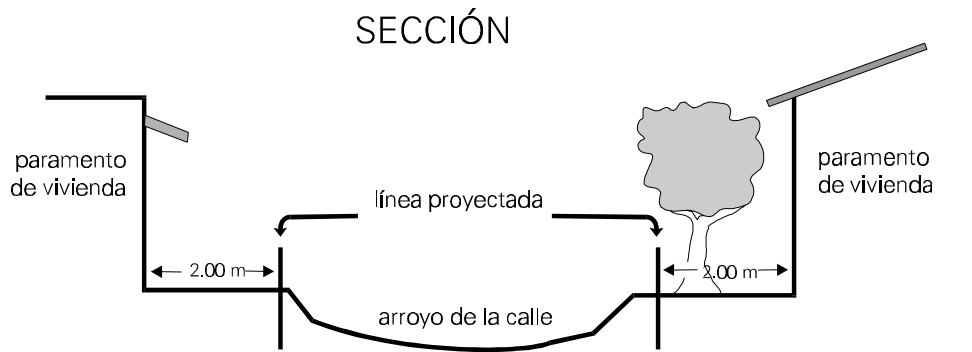 SECCIÓN
paramento
de vivienda
paramento
de vivienda
línea proyectada
2.00 m
2.00 m
arroyo de la calle